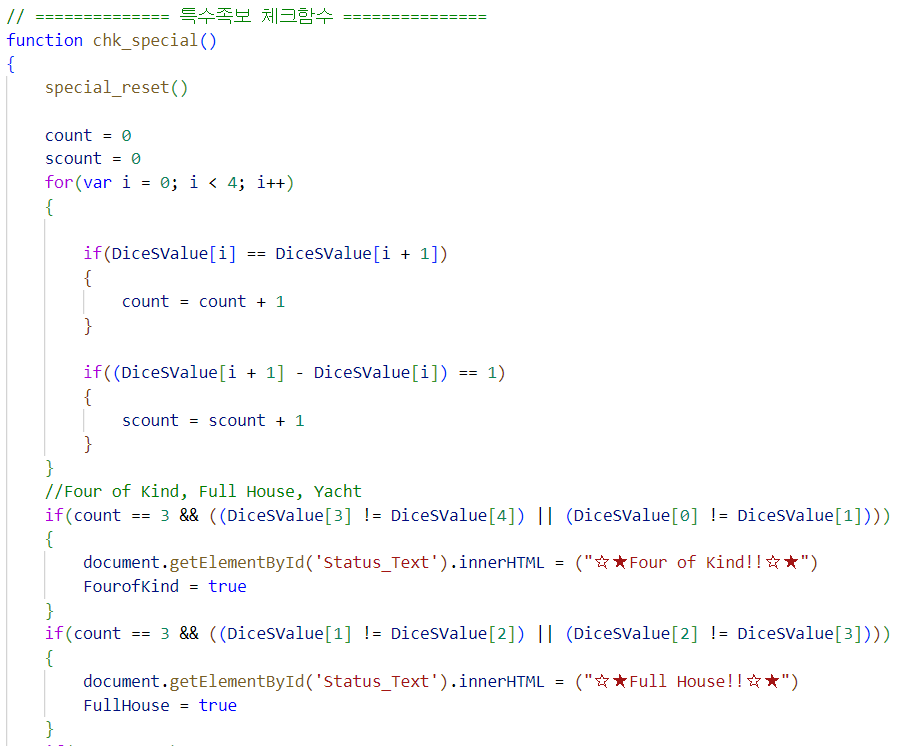 // ============== 특수족보 체크함수 ===============
function chk_special()
{
    special_reset()

    count = 0
    scount = 0
    for(var i = 0; i < 4; i++)
    {

        if(DiceSValue[i] == DiceSValue[i + 1])
        {
            count = count + 1
        }

        if((DiceSValue[i + 1] - DiceSValue[i]) == 1)
        {
            scount = scount + 1
        }
    }
    //Four of Kind, Full House, Yacht
    if(count == 3 && ((DiceSValue[3] != DiceSValue[4]) || (DiceSValue[0] != DiceSValue[1])))
    {
        document.getElementById('Status_Text').innerHTML = ("☆★Four of Kind!!☆★")
        FourofKind = true
    }
    if(count == 3 && ((DiceSValue[1] != DiceSValue[2]) || (DiceSValue[2] != DiceSValue[3])))
    {
        document.getElementById('Status_Text').innerHTML = ("☆★Full House!!☆★")
        FullHouse = true
    }